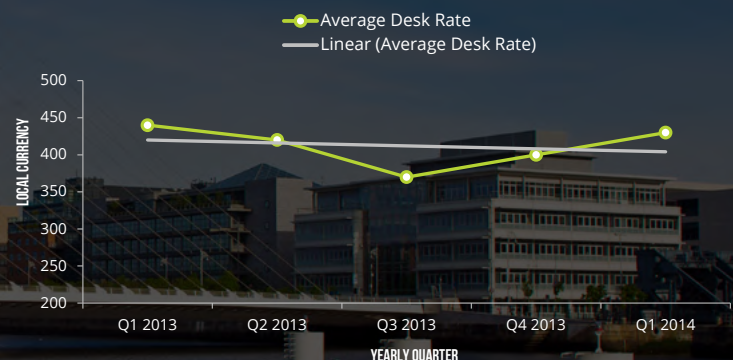 Average Desk Rate
Linear (Average Desk Rate)
500
450
400
350
300
250
200
LOCAL CURRENCY
Q1 2013
Q2 2013
Q3 2013
Q4 2013
Q1 2014
YEARLY QUARTER